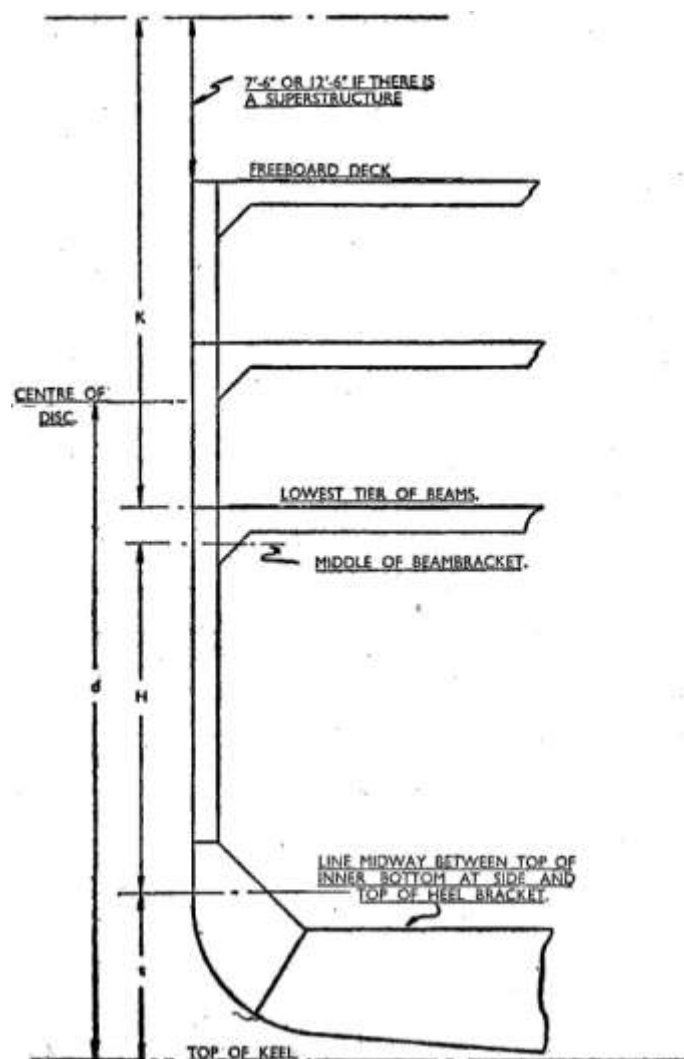 7'-6" OR 12'-6" IF THERE IS
A SUPERSTRUCTURE
FREEBOARD DECK
K
CENTRE OF
DISC.
LOWEST TIER OF BEAMS.
MIDDLE OF BEAMBRACKET.
d
H
LINE MIDWAY BETWEEN TOP OF
INNER BOTTOM AT SIDE AND
TOP OF HEEL BRACKET.
TOP OF KEEL